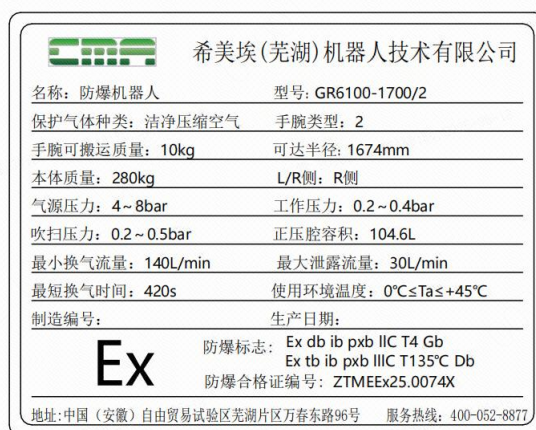 CMA 希美埃(芜湖)机器人技术有限公司
名称：防爆机器人 型号: GR6100-1700/2
保护气体种类：洁净压缩空气 手腕类型：2
手腕可搬运质量：10kg 可达半径: 1674mm
本体质量：280kg L/R侧：R侧
气源压力：4~8bar 工作压力：0.2~0.4bar
吹扫压力：0.2~0.5bar 正压腔容积：104.6L
最小换气流量：140L/min 最大泄露流量：30L/min
最短换气时间：420s 使用环境温度：0℃≤Ta≤+45℃
制造编号： 生产日期：
Ex 防爆标志： Ex db ib pxb llC T4 Gb
Ex tb ib pxb lllC T135℃ Db
防爆合格证编号：ZTMEEx25.0074X
地址:中国（安徽）自由贸易试验区芜湖片区万春东路96号 服务热线：400-052-8877